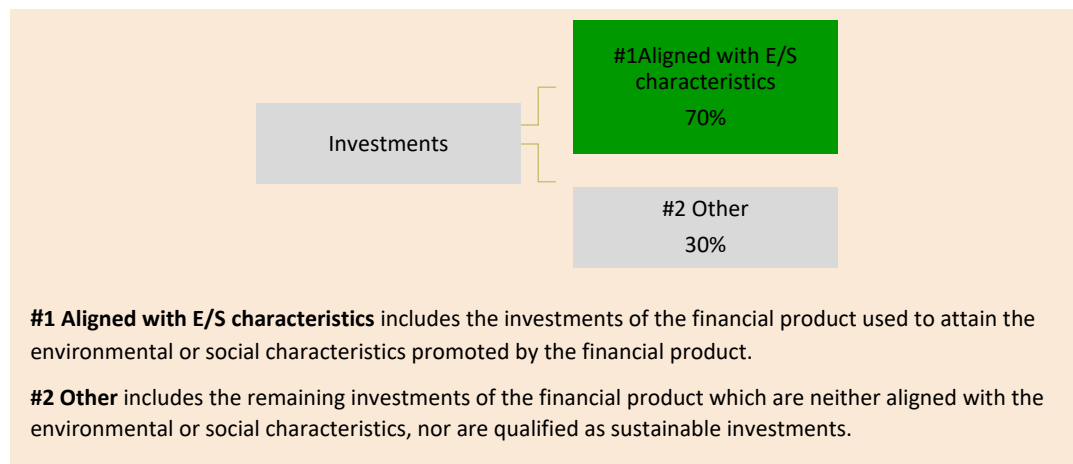 #1Aligned with E/S
characteristics
70%
Investments
#2 Other
30%
#1 Aligned with E/S characteristics includes the investments of the financial product used to attain the
environmental or social characteristics promoted by the financial product.
#2 Other includes the remaining investments of the financial product which are neither aligned with the
environmental or social characteristics, nor are qualified as sustainable investments.